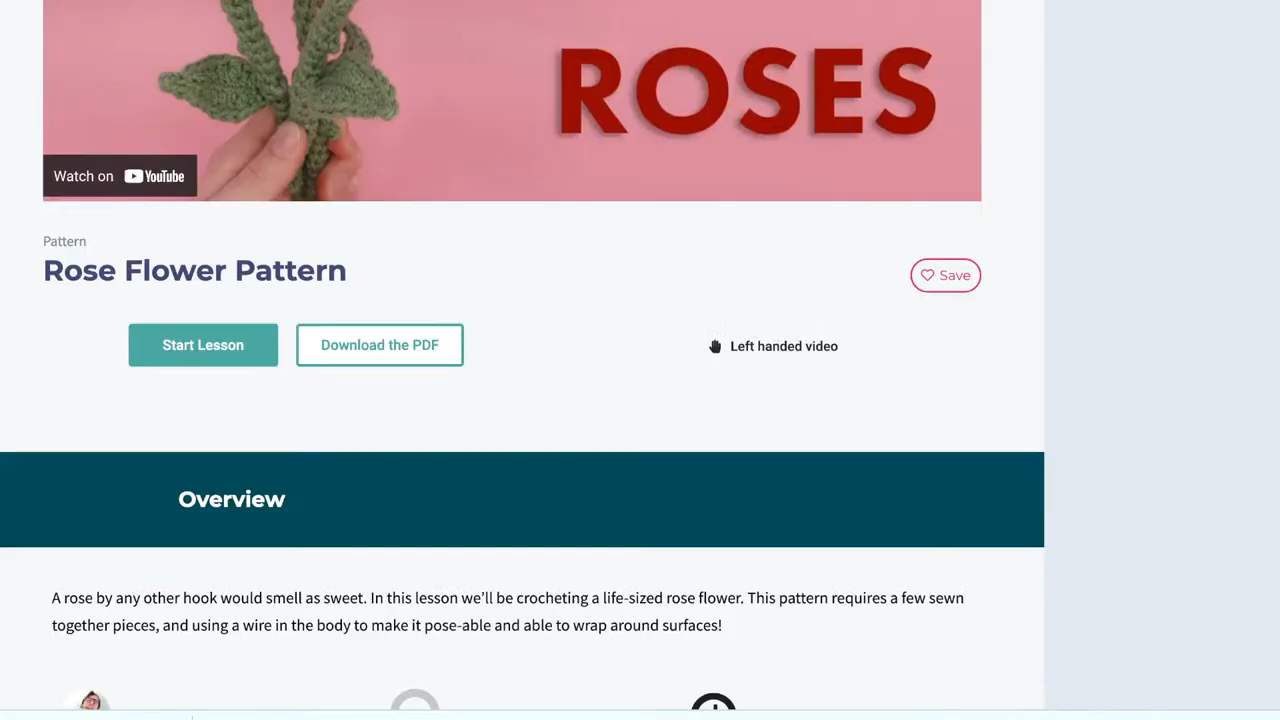 ROSES
Watch on YouTube
Pattern
Rose Flower Pattern
Save
Start Lesson
Download the PDF
Left handed video
Overview
A rose by any other hook would smell as sweet. In this lesson we’ll be crocheting a life-sized rose flower. This pattern requires a few sewn
together pieces, and using a wire in the body to make it pose-able and able to wrap around surfaces!